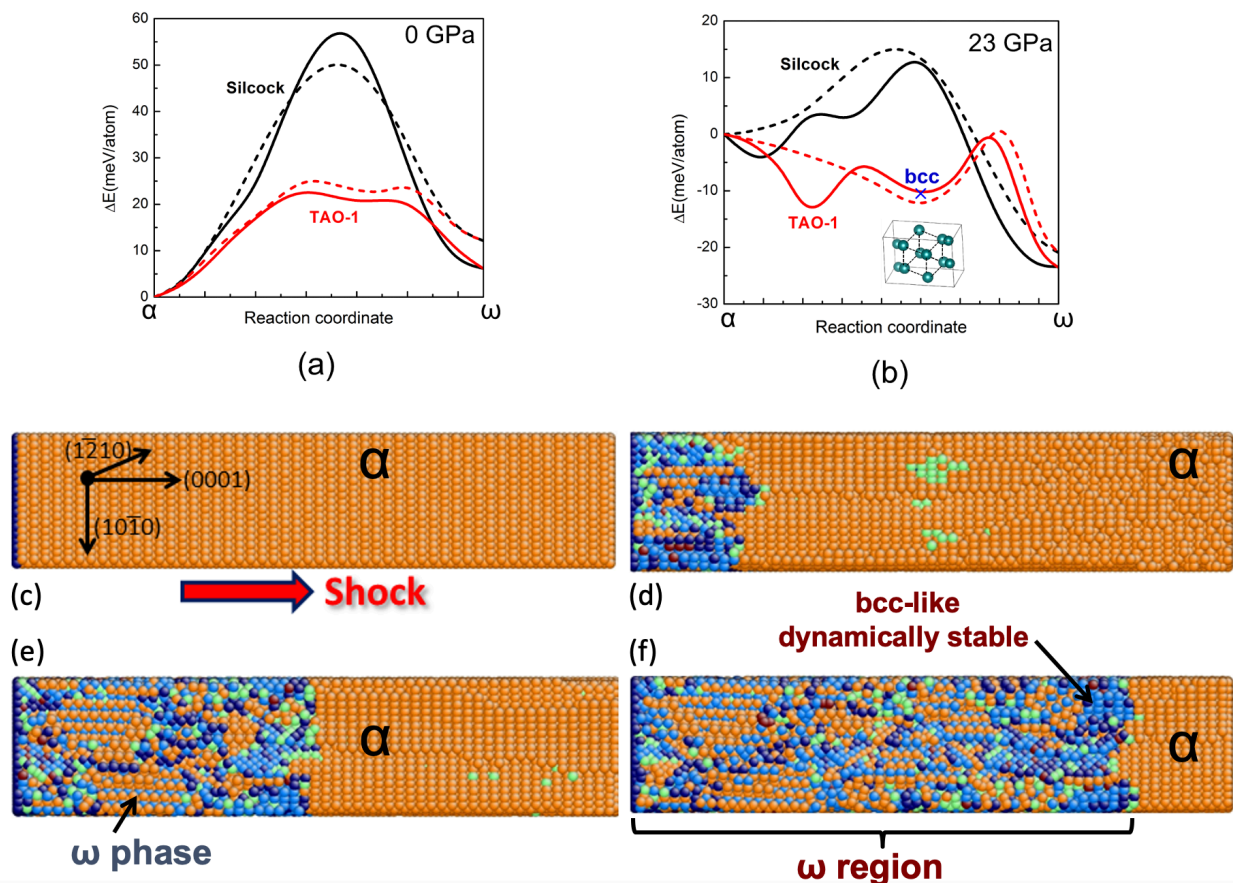 60
50
40
30
20
10
0
ΔE(meV/atom)
0 GPa
Silcock
TAO-1
α
ω
Reaction coordinate
(a)
20
10
0
-10
-20
-30
ΔE(meV/atom)
23 GPa
Silcock
bcc
TAO-1
α
ω
Reaction coordinate
(b)
(12̄10)
(0001)
(101̄0)
α
(c)
Shock
α
(d)
bcc-like
dynamically stable
(e)
α
ω phase
(f)
α
ω region